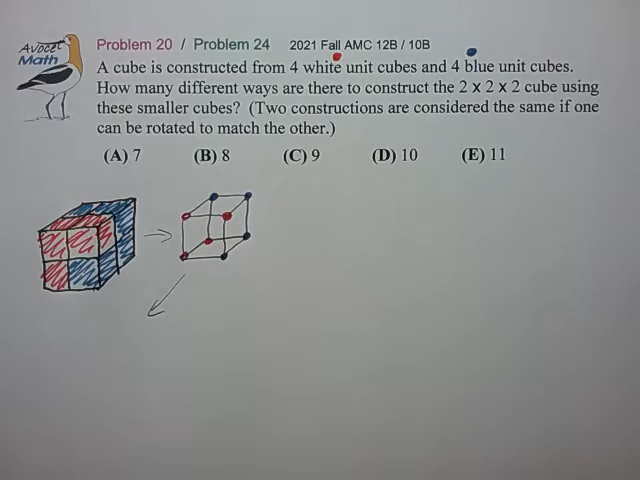 Avocet
Math
Problem 20 / Problem 24 2021 Fall AMC 12B / 10B
A cube is constructed from 4 white unit cubes and 4 blue unit cubes.
How many different ways are there to construct the 2 x 2 x 2 cube using
these smaller cubes? (Two constructions are considered the same if one
can be rotated to match the other.)
(A) 7 (B) 8 (C) 9 (D) 10 (E) 11